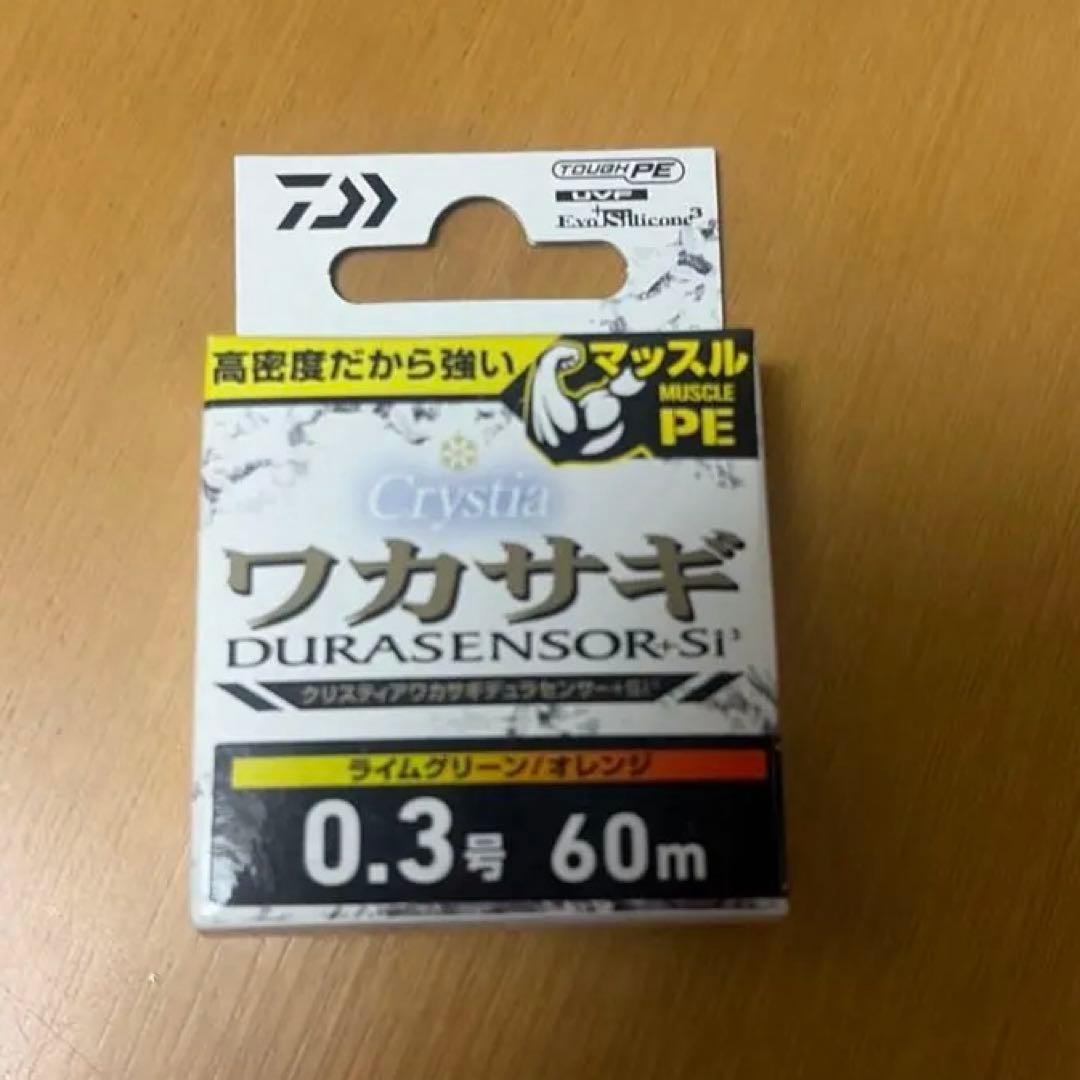 TOUGH PE
UVF
+
Evo Silicone3
高密度だから強い
マッスル
MUSCLE
PE
Crystia
ワカサギ
DURASENSOR+Si3
クリスティアワカサギデュラセンサー+Si3
ライムグリーン/オレンジ
0.3号 60m